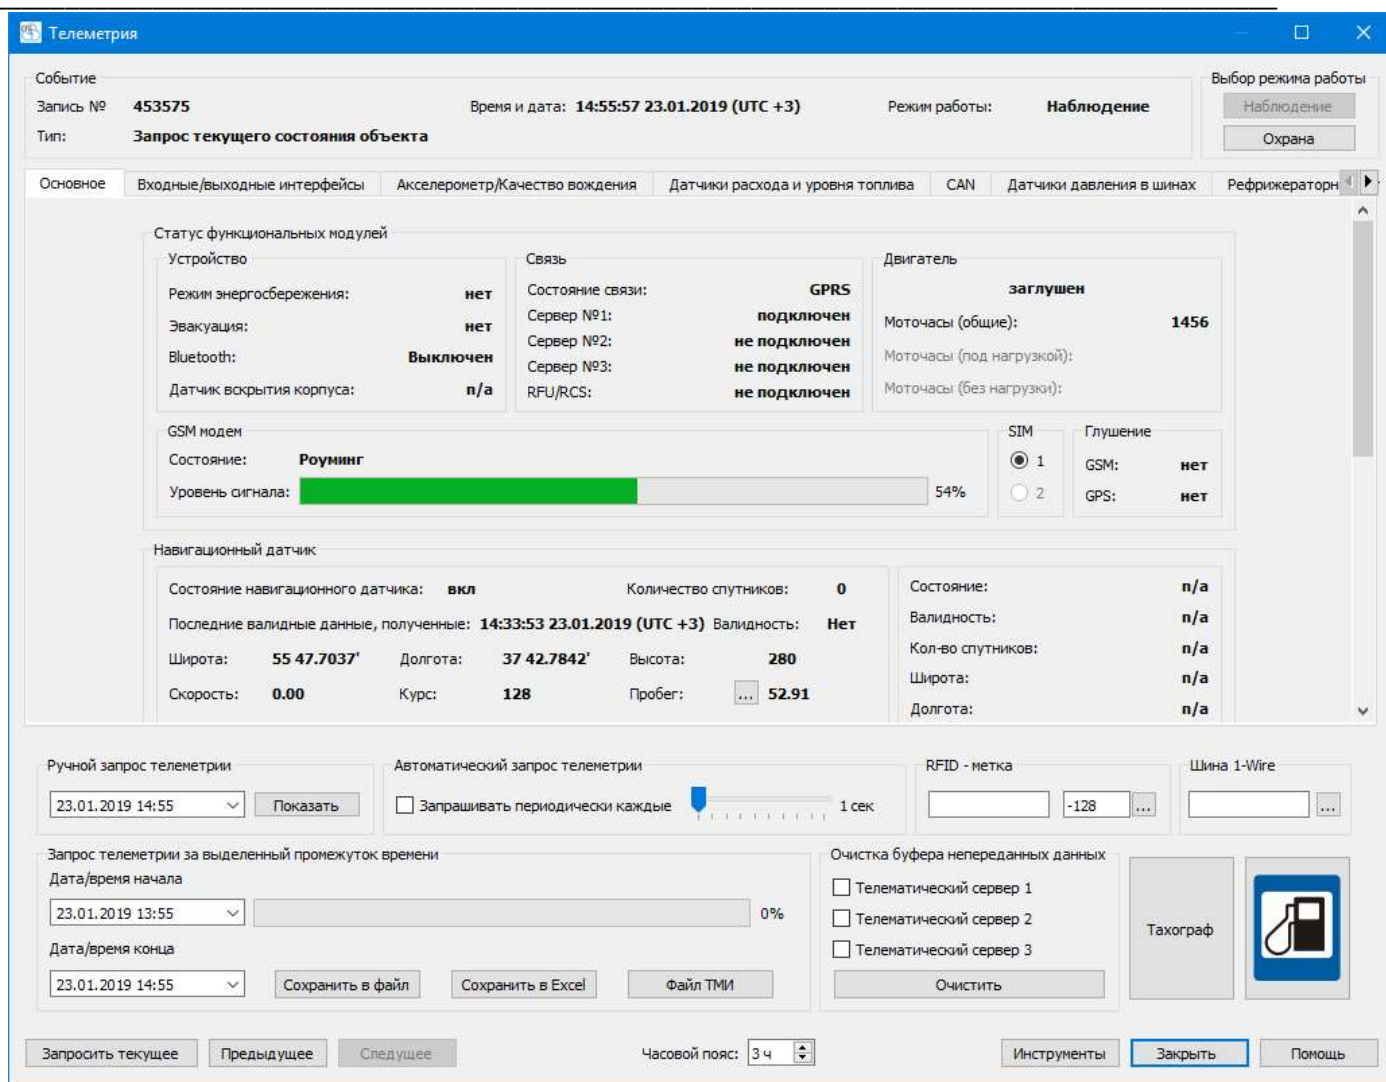 Телеметрия
Событие
Выбор режима работы
Запись № 453575 Время и дата: 14:55:57 23.01.2019 (UTC +3) Режим работы: Наблюдение
Наблюдение
Тип: Запрос текущего состояния объекта
Охрана
Основное Входные/выходные интерфейсы Акселерометр/Качество вождения Датчики расхода и уровня топлива CAN Датчики давления в шинах Рефрижераторн
Статус функциональных модулей
Устройство
Режим энергосбережения: нет
Эвакуация: нет
Bluetooth: Выключен
Датчик вскрытия корпуса: n/a
Связь
Состояние связи: GPRS
Сервер №1: подключен
Сервер №2: не подключен
Сервер №3: не подключен
RFU/RCS: не подключен
Двигатель
заглушен
Моточасы (общие): 1456
Моточасы (под нагрузкой):
Моточасы (без нагрузки):
GSM модем
Состояние: Роуминг
Уровень сигнала: 54%
SIM
1
2
Глушение
GSM: нет
GPS: нет
Навигационный датчик
Состояние навигационного датчика: вкл Количество спутников: 0
Последние валидные данные, полученные: 14:33:53 23.01.2019 (UTC +3) Валидность: Нет
Широта: 55 47.7037' Долгота: 37 42.7842' Высота: 280
Скорость: 0.00 Курс: 128 Пробег: ... 52.91
Состояние: n/a
Валидность: n/a
Кол-во спутников: n/a
Широта: n/a
Долгота: n/a
Ручной запрос телеметрии
23.01.2019 14:55 Показать
Автоматический запрос телеметрии
Запрашивать периодически каждые 1 сек
RFID - метка
-128 ...
Шина 1-Wire
...
Запрос телеметрии за выделенный промежуток времени
Дата/время начала
23.01.2019 13:55 0%
Дата/время конца
23.01.2019 14:55 Сохранить в файл Сохранить в Excel Файл ТМИ
Очистка буфера непереданных данных
Телематический сервер 1
Телематический сервер 2
Телематический сервер 3
Очистить
Тахограф
Запросить текущее Предыдущее Следующее Часовой пояс: 3 ч Инструменты Закрыть Помощь